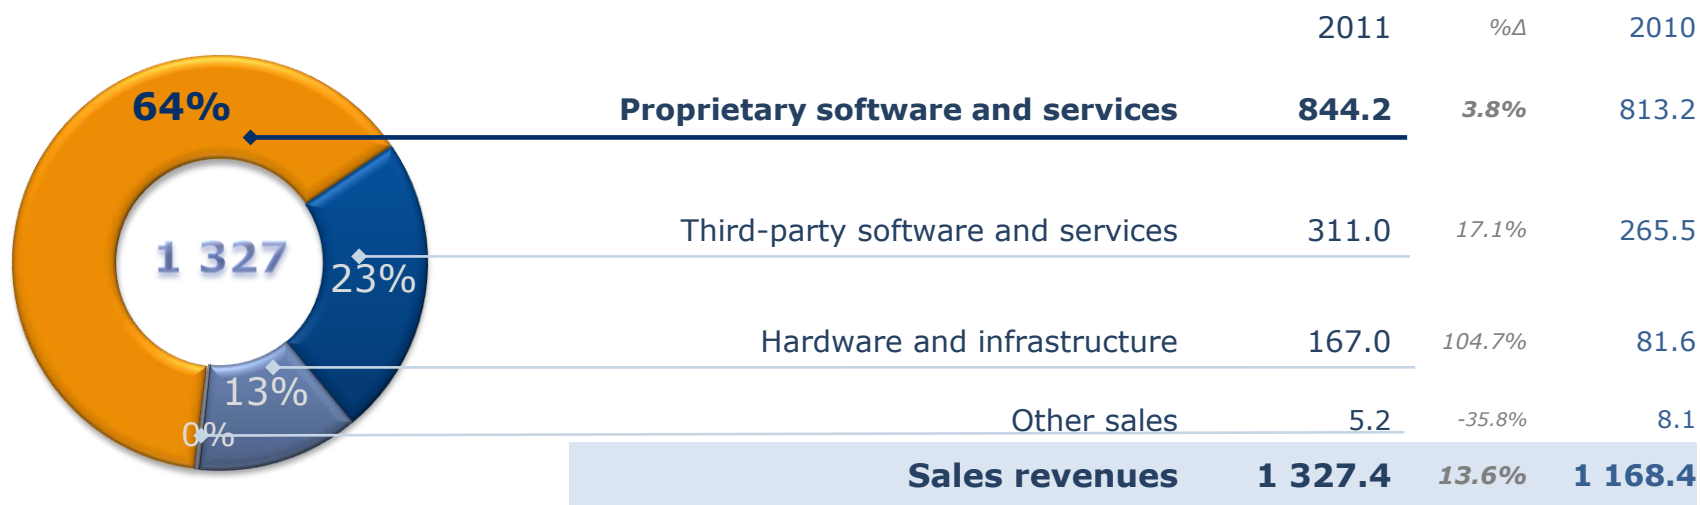 2011 %Δ 2010
64%
Proprietary software and services 844.2 3.8% 813.2
Third-party software and services 311.0 17.1% 265.5
1 327
23%
Hardware and infrastructure 167.0 104.7% 81.6
13%
Other sales 5.2 -35.8% 8.1
0%
Sales revenues 1 327.4 13.6% 1 168.4